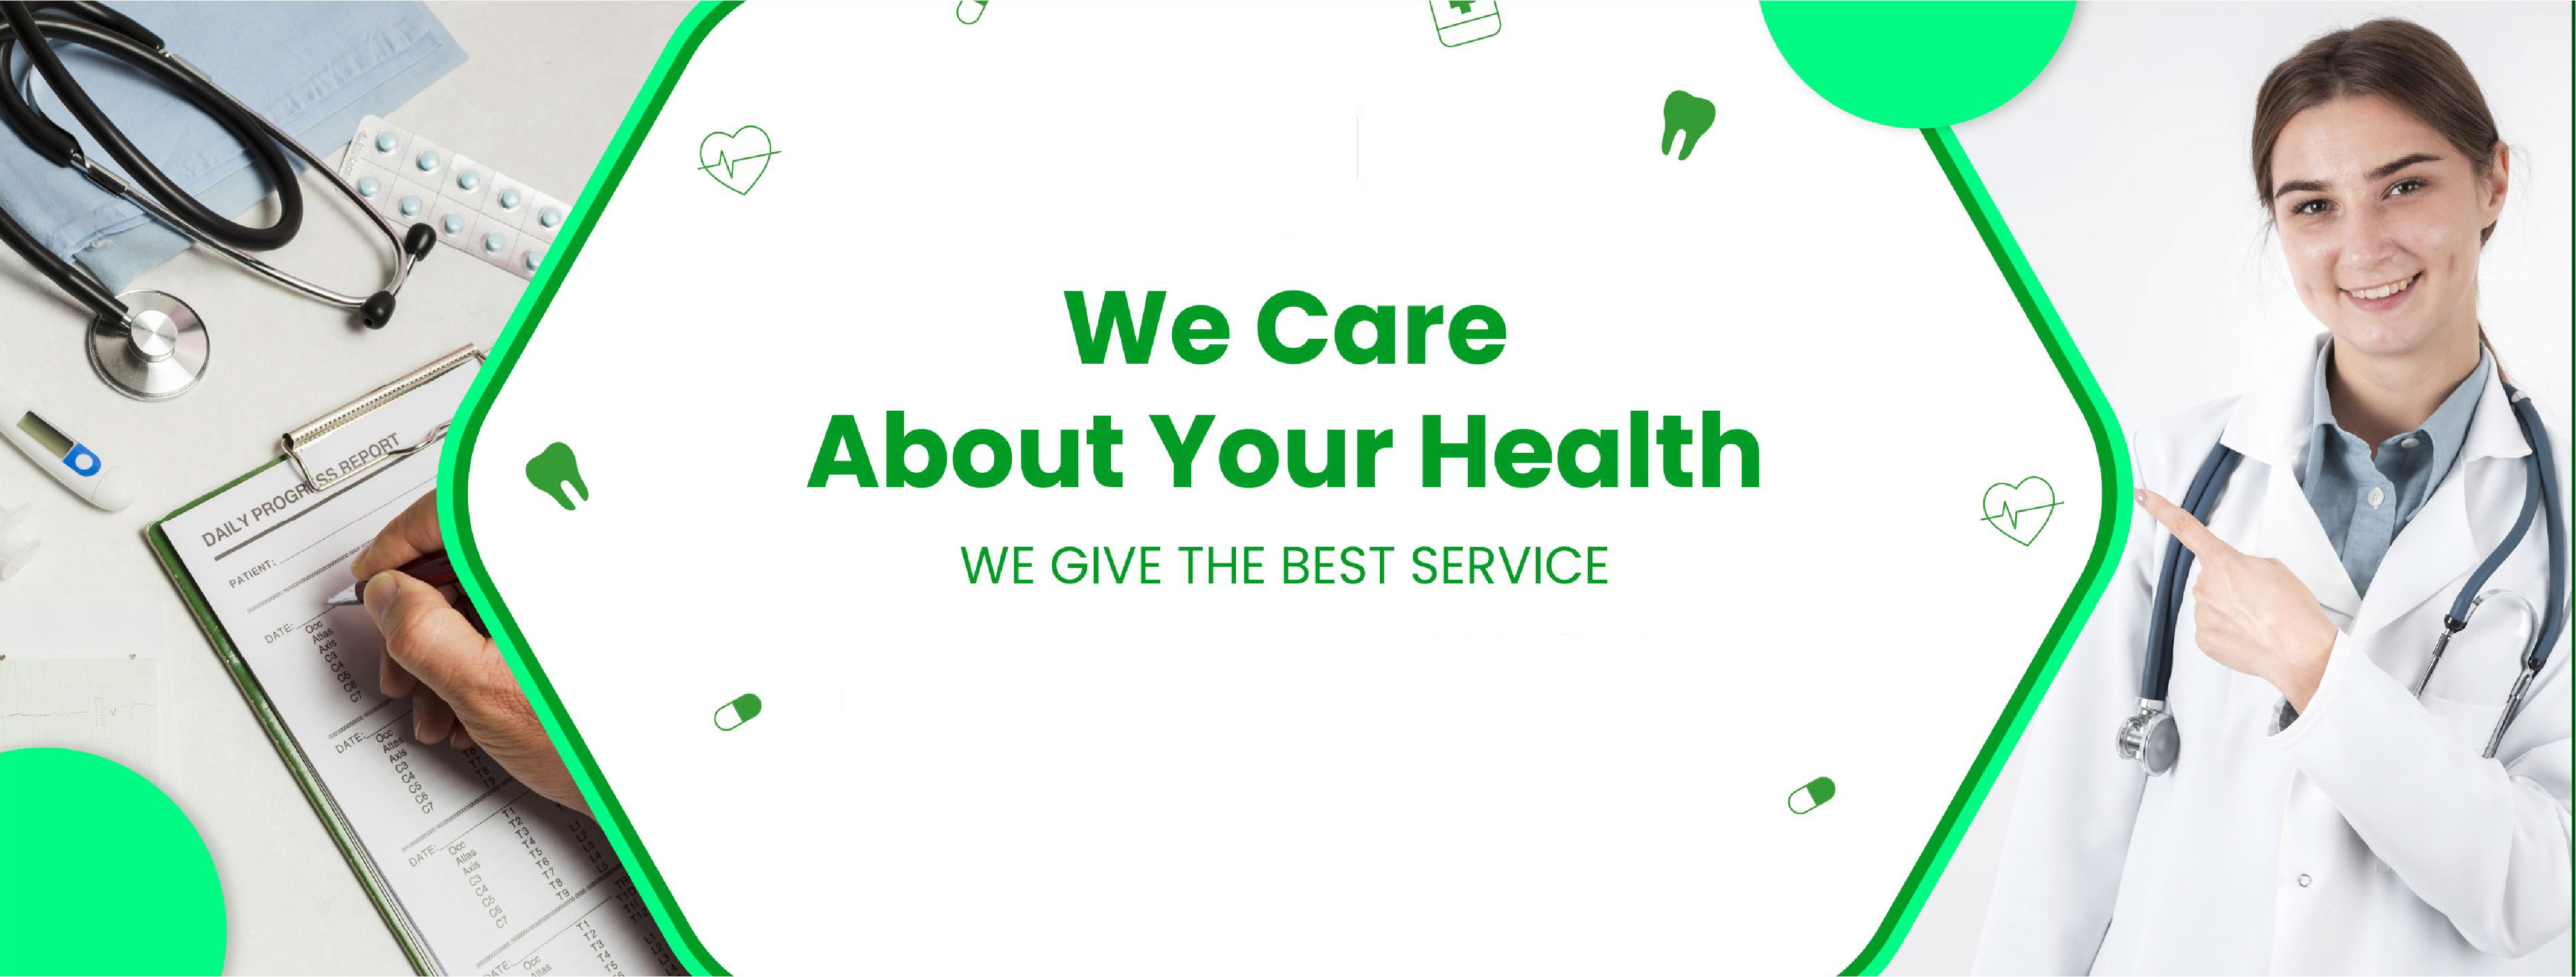 We Care
About Your Health
WE GIVE THE BEST SERVICE
DAILY PROGRESS REPORT
PATIENT:
DATE: Occ
Atlas
Axis
C3
C4
C5
C6
C7
DATE: Occ
Atlas
Axis
C3
C4
C5
C6
C7
T6
T7
T8
T9
DATE: Occ
Atlas
Axis
C3
C4
C5
C6
C7
T1
T2
T3
T4
T5
T6
T7
T8
T9
L1
L2
L3
L4
L5
DATE: Occ
Atlas
T1
T2
T3
T4
T5